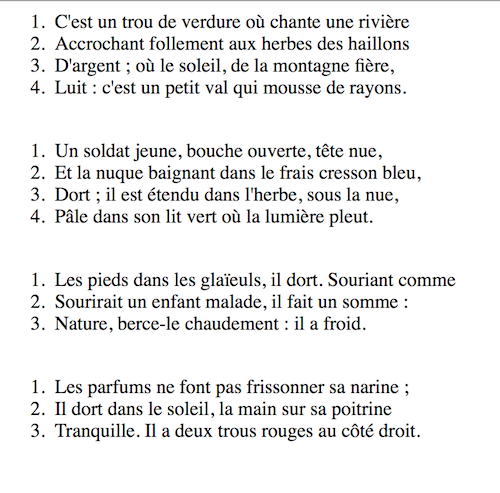 1. C'est un trou de verdure où chante une rivière
2. Accrochant follement aux herbes des haillons
3. D'argent ; où le soleil, de la montagne fière,
4. Luit : c'est un petit val qui mousse de rayons.
1. Un soldat jeune, bouche ouverte, tête nue,
2. Et la nuque baignant dans le frais cresson bleu,
3. Dort ; il est étendu dans l'herbe, sous la nue,
4. Pâle dans son lit vert où la lumière pleut.
1. Les pieds dans les glaïeuls, il dort. Souriant comme
2. Sourirait un enfant malade, il fait un somme :
3. Nature, berce-le chaudement : il a froid.
1. Les parfums ne font pas frissonner sa narine ;
2. Il dort dans le soleil, la main sur sa poitrine
3. Tranquille. Il a deux trous rouges au côté droit.